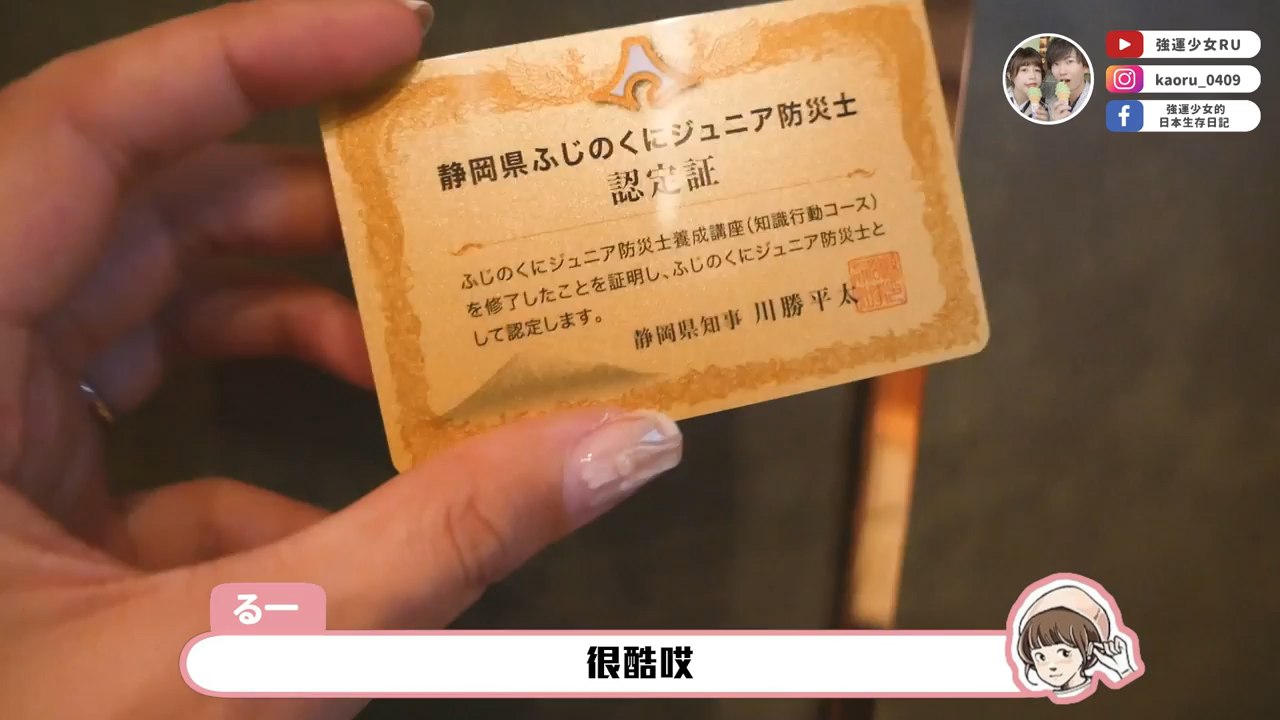 静岡県ふじのくにジュニア防災士
認定証
ふじのくにジュニア防災士養成講座(知識行動コース)
を修了したことを証明し、ふじのくにジュニア防災士と
して認定します。
静岡県知事 川勝平太
強運少女RU
kaoru_0409
強運少女的
日本生存日記
るー
很酷哎